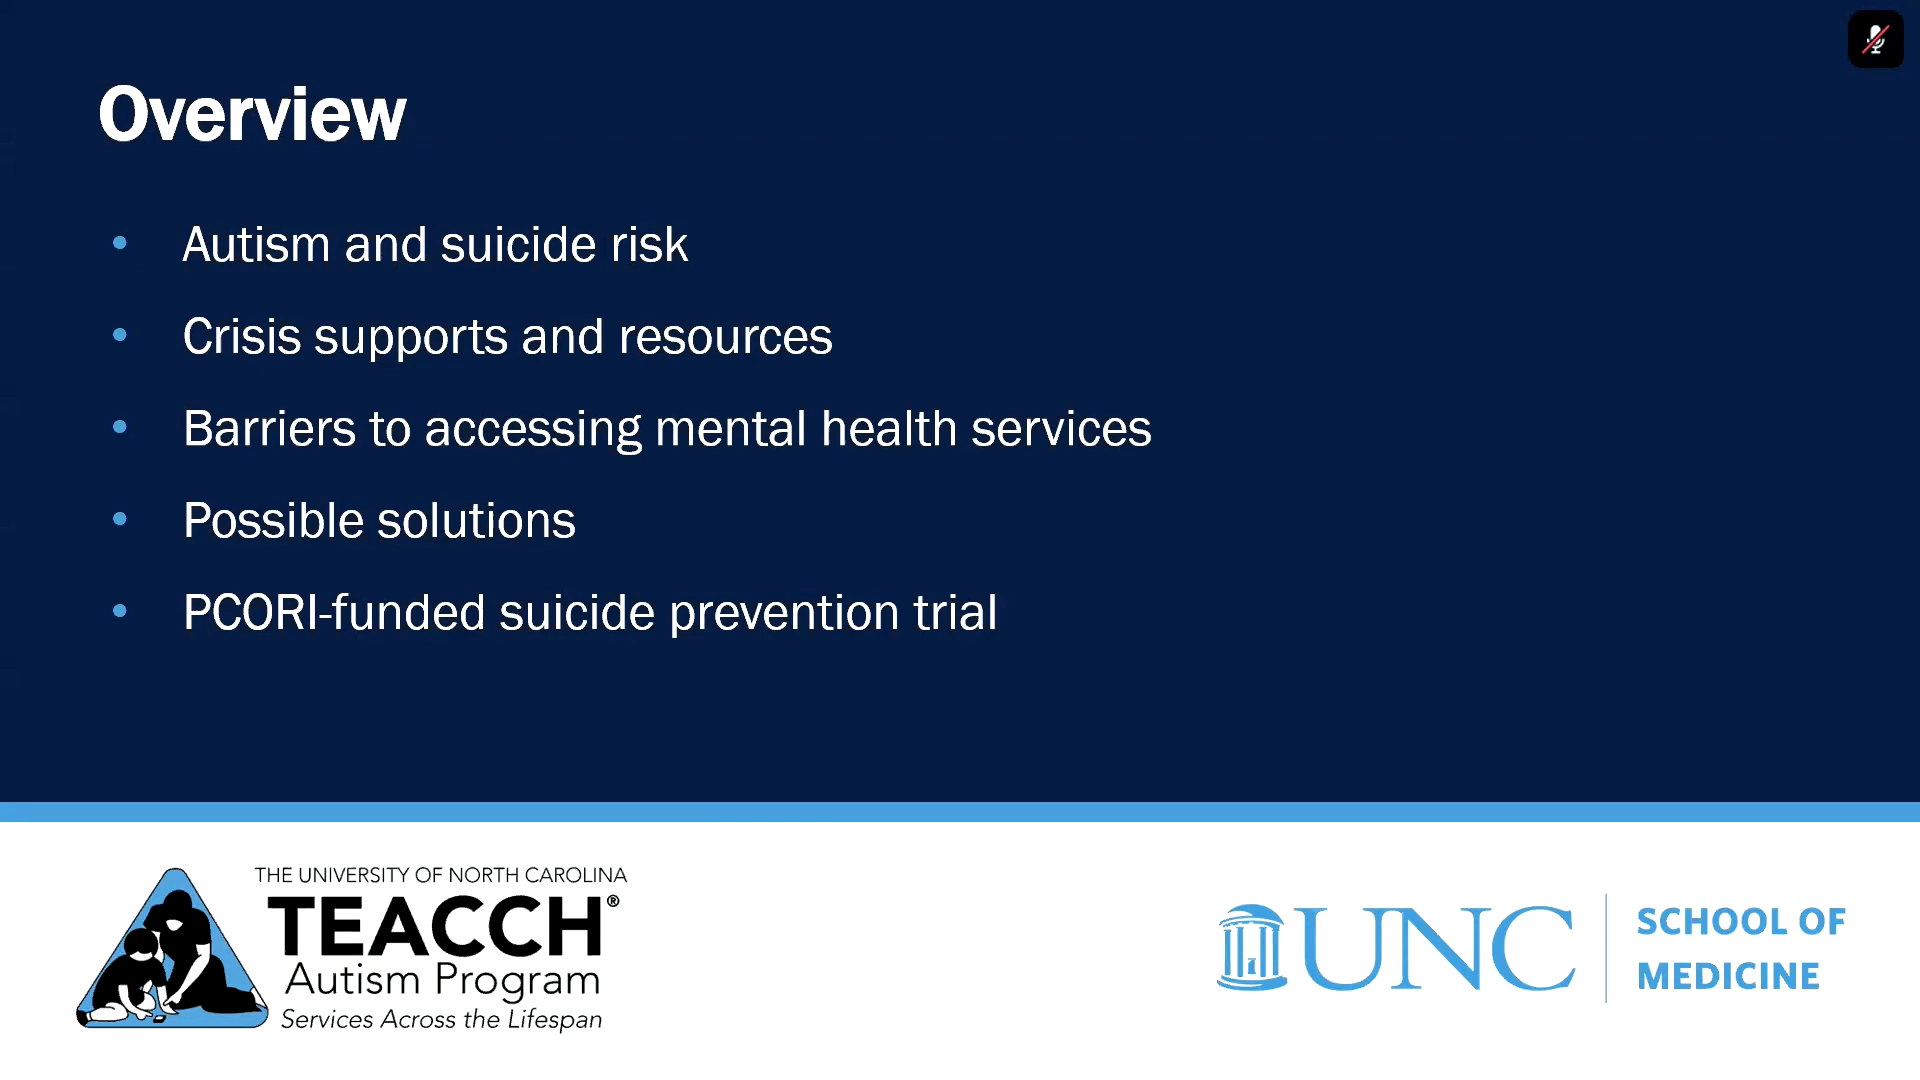 Overview
• Autism and suicide risk
• Crisis supports and resources
• Barriers to accessing mental health services
• Possible solutions
• PCORI-funded suicide prevention trial
THE UNIVERSITY OF NORTH CAROLINA
TEACCH®
Autism Program
Services Across the Lifespan
UNC
SCHOOL OF
MEDICINE